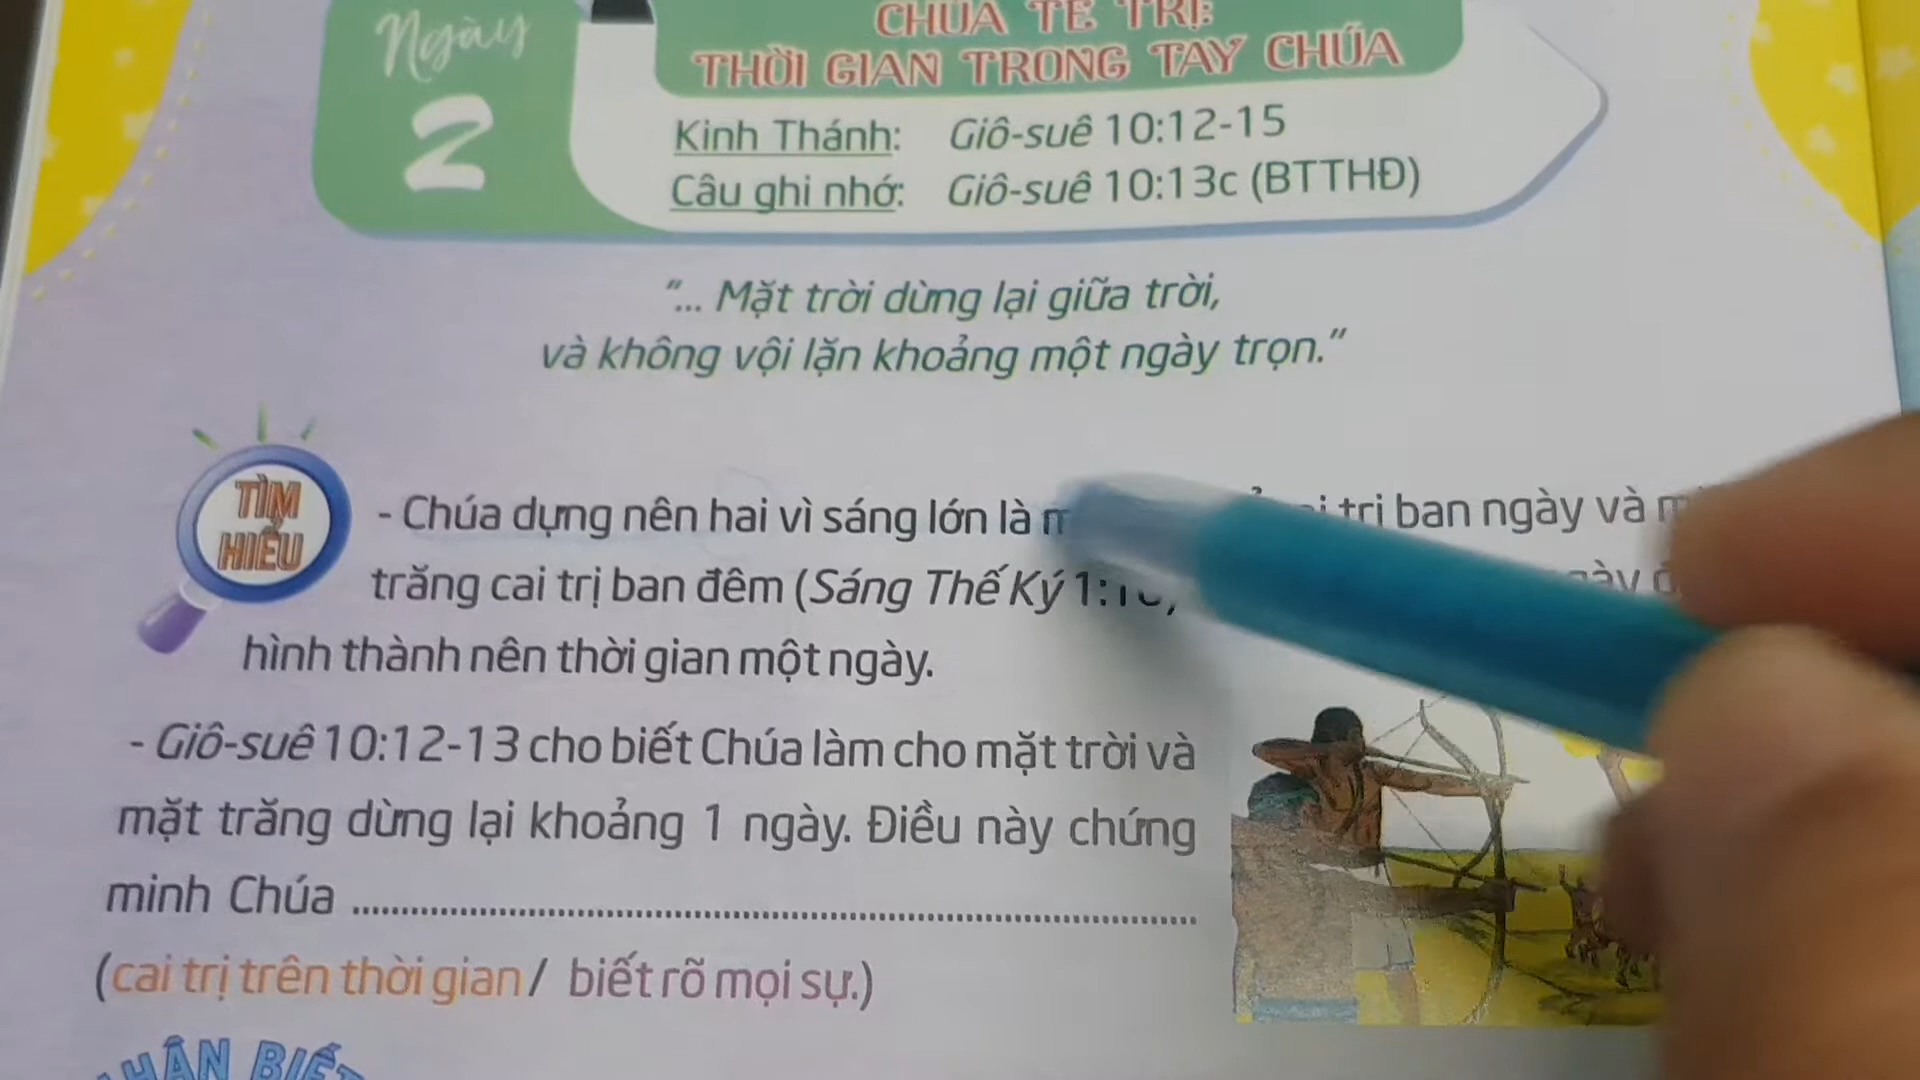 Ngày
2
CHÚA TỂ TRỊ:
THỜI GIAN TRONG TAY CHÚA
Kinh Thánh: Giô-suê 10:12-15
Câu ghi nhớ: Giô-suê 10:13c (BTTHĐ)
"... Mặt trời dừng lại giữa trời,
và không vội lặn khoảng một ngày trọn."
TÌM
HIỂU
- Chúa dựng nên hai vì sáng lớn là trị ban ngày và
trăng cai trị ban đêm (Sáng Thế Ký
hình thành nên thời gian một ngày.
- Giô-suê 10:12-13 cho biết Chúa làm cho mặt trời và
mặt trăng dừng lại khoảng 1 ngày. Điều này chứng
minh Chúa ........................
(cai trị trên thời gian / biết rõ mọi sự.)
BIẾT